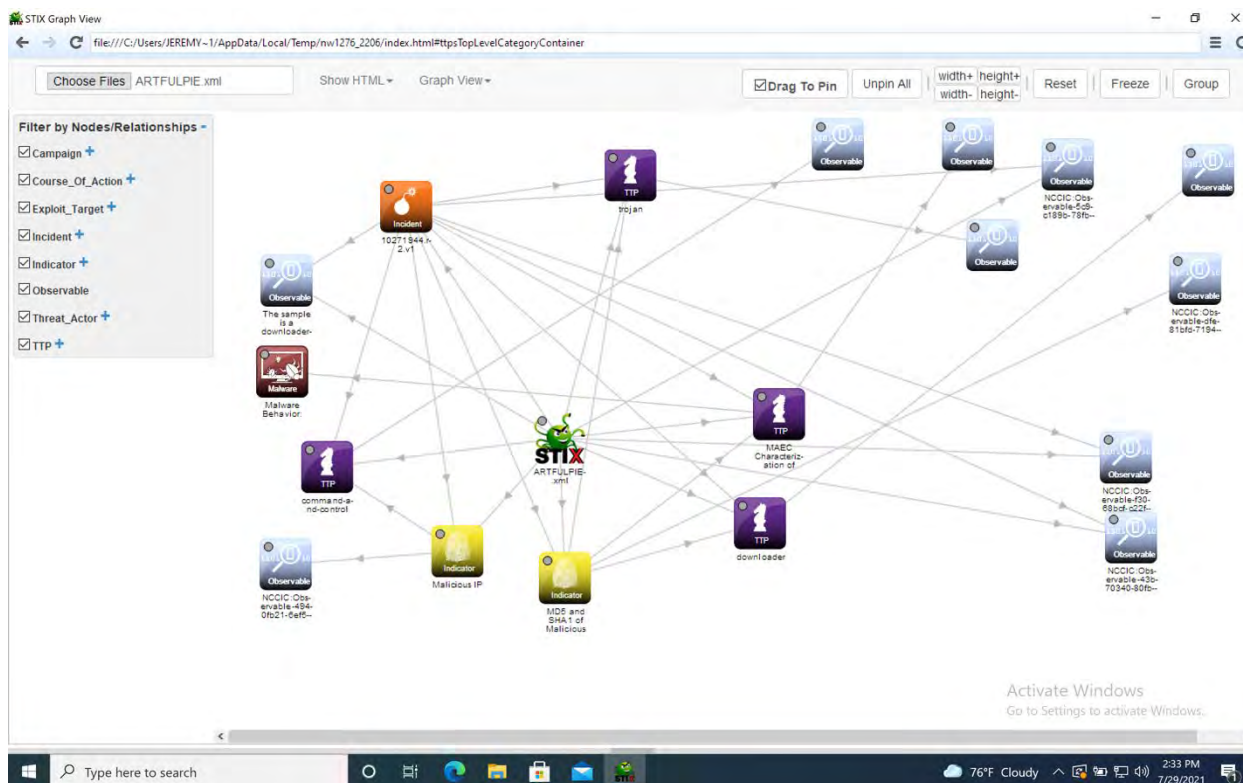 STIX Graph View
file:///C:/Users/JEREMY~1/AppData/Local/Temp/nw1276_2206/index.html#ttpsTopLevelCategoryContainer
Choose Files ARTFULPIE.xml
Show HTML
Graph View
Drag To Pin
Unpin All
width+ height+
width- height-
Reset
Freeze
Group
Filter by Nodes/Relationships -
Campaign +
Course_Of_Action +
Exploit_Target +
Incident +
Indicator +
Observable
Threat_Actor +
TTP +
Observable
Observable
Observable
NCCIC:Obs-
ervable-5c9-
c189b-78fb--
Observable
TTP
trojan
Incident
10271944.r-
2.v1
Observable
Observable
The sample
is a
downloader-
Observable
NCCIC:Obs-
ervable-dfe-
81bfd-7194--
Malware
Malware
Behavior.
TTP
MAEC
Characteriz-
ation of
STIX
ARTFULPIE-
.xml
TTP
command-a-
nd-control
Observable
NCCIC:Obs-
ervable-f30-
68bcf-c22f--
TTP
downloader
Observable
NCCIC:Obs-
ervable-43b-
70340-80fb--
Indicator
Malicious IP
Observable
NCCIC:Obs-
ervable-494-
0fb21-6ef5--
Indicator
MD5 and
SHA1 of
Malicious
Activate Windows
Go to Settings to activate Windows.
Type here to search
76°F Cloudy
2:33 PM
7/29/2021